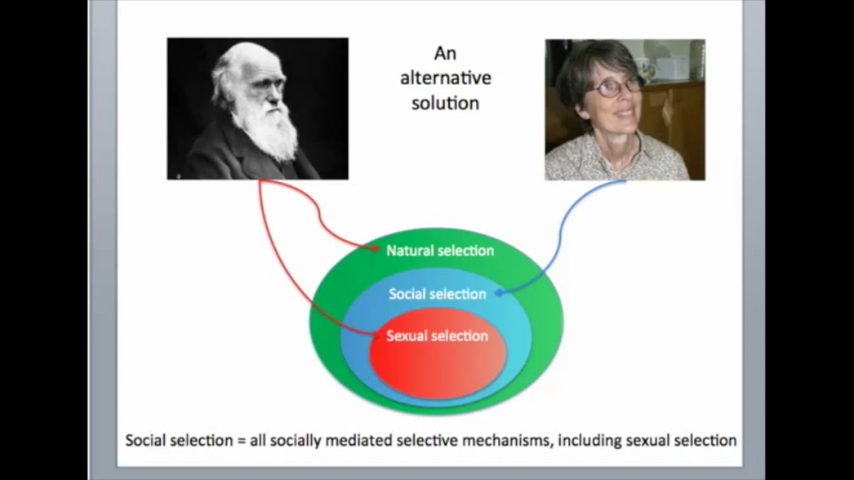 An
alternative
solution
Natural selection
Social selection
Sexual selection
Social selection = all socially mediated selective mechanisms, including sexual selection